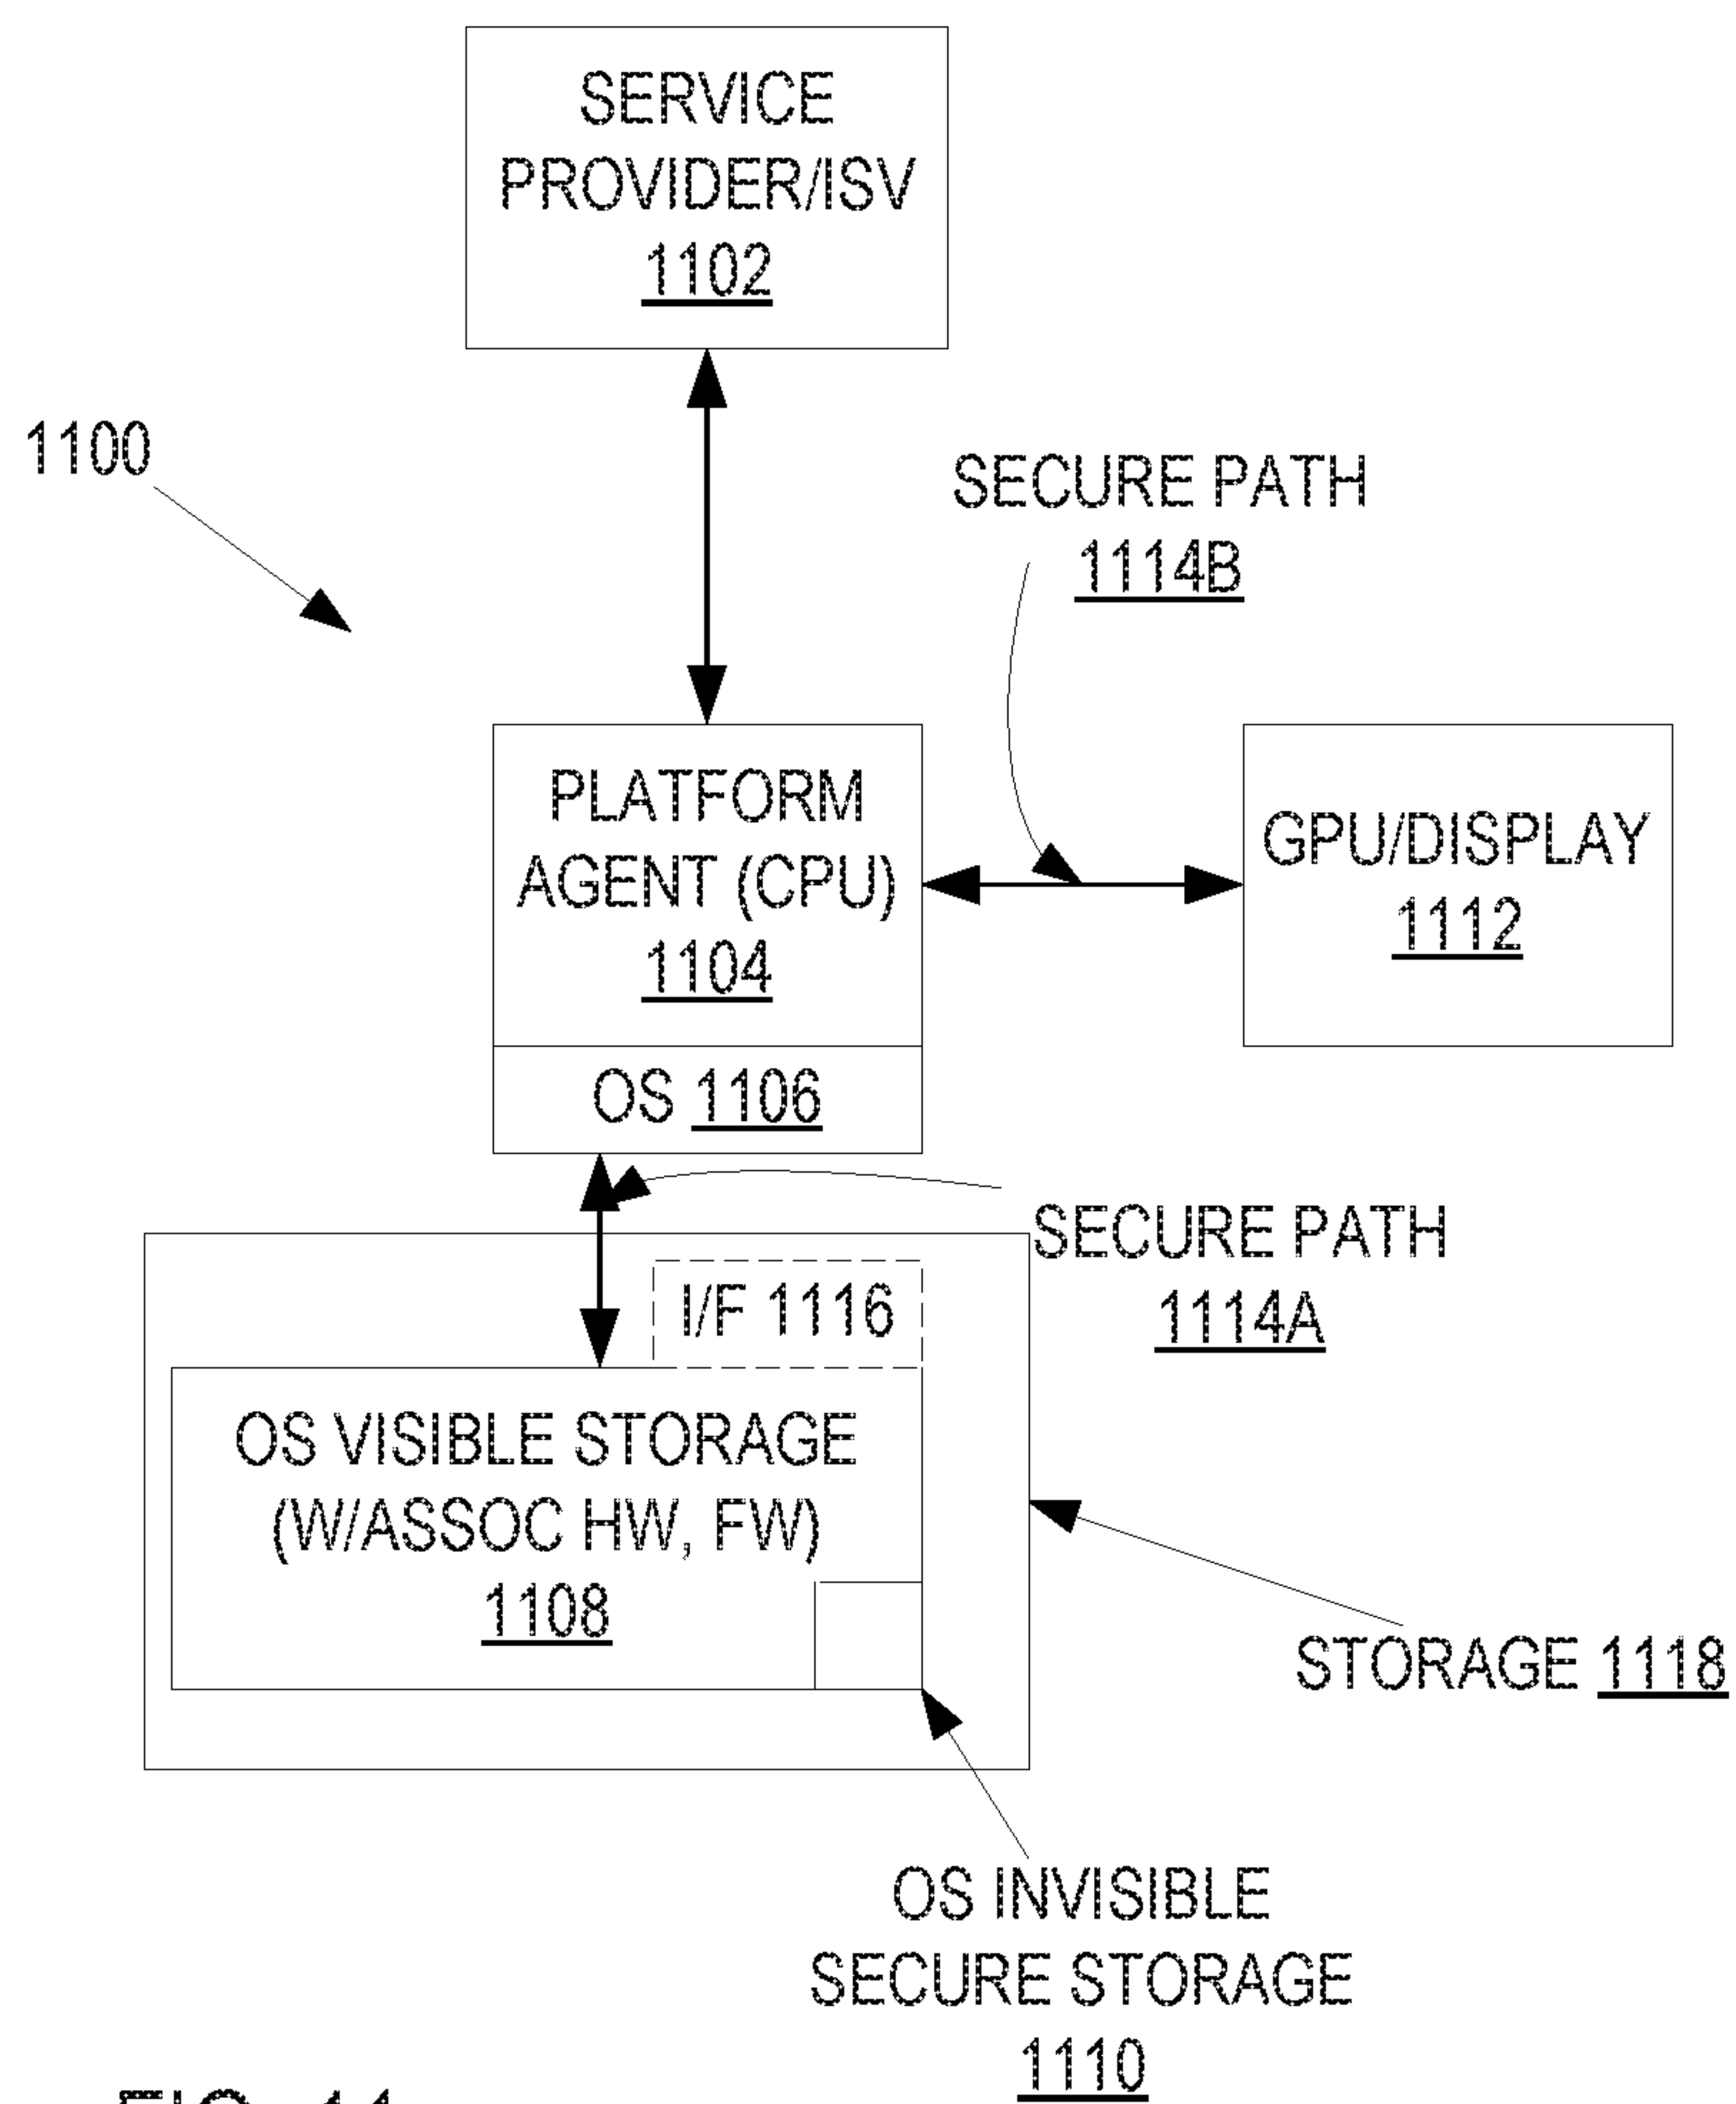 SERVICE
PROVIDER/ISV
1102
1100
SECURE PATH
1114B
PLATFORM
AGENT (CPU)
1104
GPU/DISPLAY
1112
OS 1106
SECURE PATH
1114A
I/F 1116
OS VISIBLE STORAGE
(W/ASSOC HW, FW)
1108
STORAGE 1118
OS INVISIBLE
SECURE STORAGE
1110